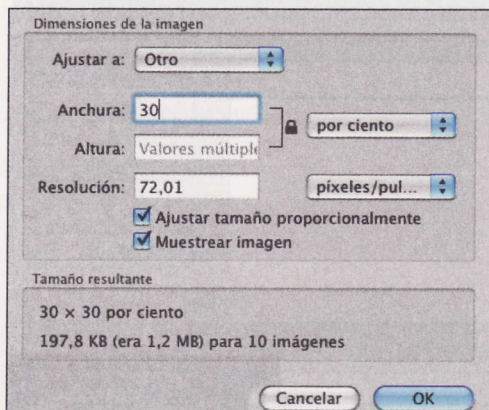 Dimensiones de la imagen
Ajustar a: Otro
Anchura: 30
por ciento
Altura: Valores múltiple
Resolución: 72,01 píxeles/pul...
Ajustar tamaño proporcionalmente
Muestrear imagen
Tamaño resultante
30 × 30 por ciento
197,8 KB (era 1,2 MB) para 10 imágenes
Cancelar OK